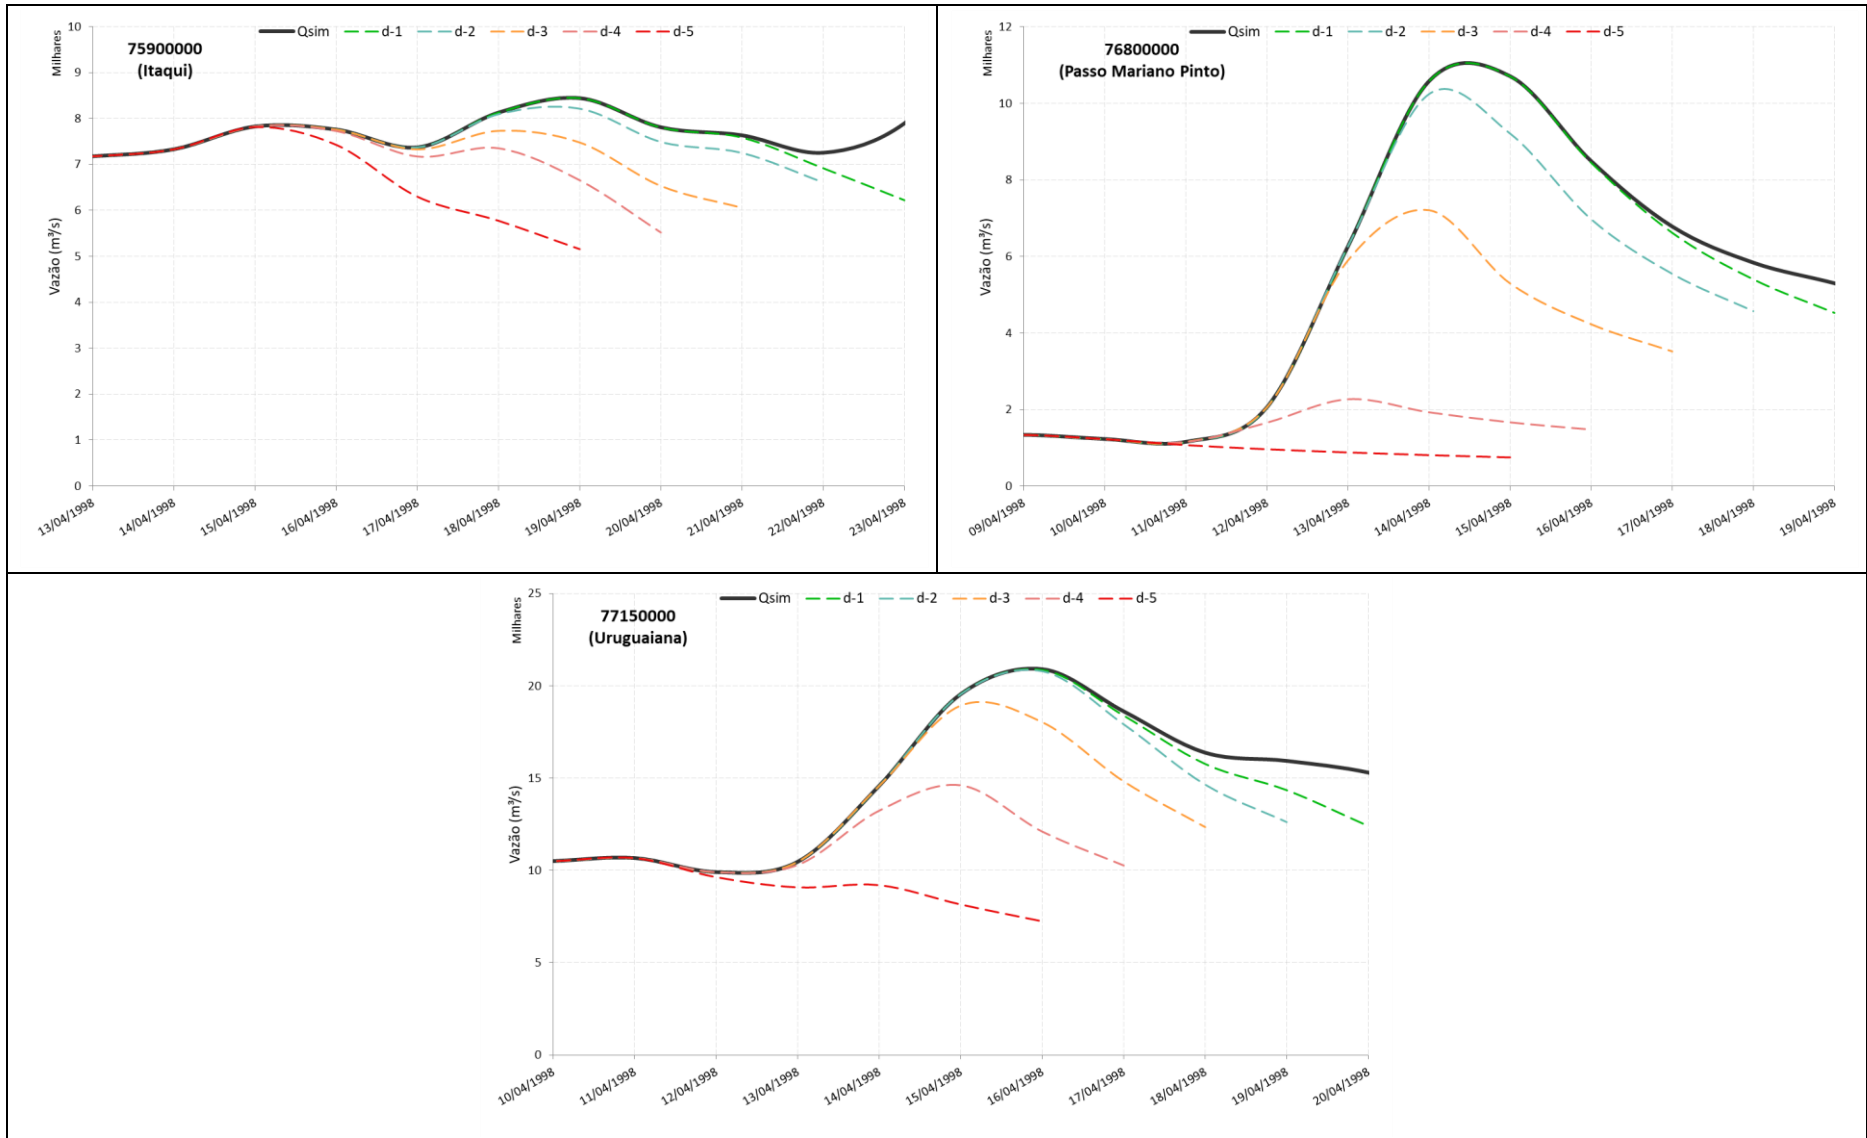 Qsim d-1 d-2 d-3 d-4 d-5
75900000
(Itaqui)
Milhares
Vazão (m³/s)
10
9
8
7
6
5
4
3
2
1
0
13/04/1998 14/04/1998 15/04/1998 16/04/1998 17/04/1998 18/04/1998 19/04/1998 20/04/1998 21/04/1998 22/04/1998 23/04/1998
Qsim d-1 d-2 d-3 d-4 d-5
76800000
(Passo Mariano Pinto)
Milhares
Vazão (m³/s)
12
10
8
6
4
2
0
09/04/1998 10/04/1998 11/04/1998 12/04/1998 13/04/1998 14/04/1998 15/04/1998 16/04/1998 17/04/1998 18/04/1998 19/04/1998
Qsim d-1 d-2 d-3 d-4 d-5
77150000
(Uruguaiana)
Milhares
Vazão (m³/s)
25
20
15
10
5
0
10/04/1998 11/04/1998 12/04/1998 13/04/1998 14/04/1998 15/04/1998 16/04/1998 17/04/1998 18/04/1998 19/04/1998 20/04/1998